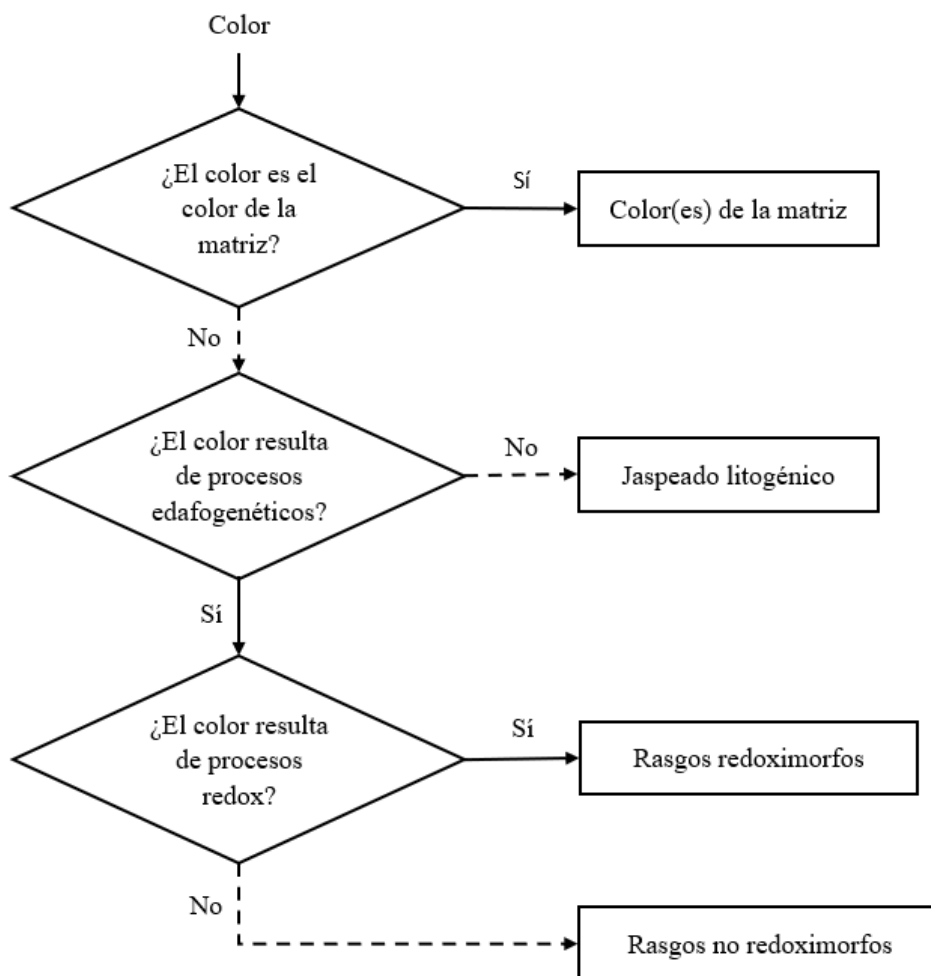 Color
¿El color es el
color de la
matriz?
Sí
Color(es) de la matriz
No
¿El color resulta
de procesos
edafogenéticos?
No
Jaspeado litogénico
Sí
¿El color resulta
de procesos
redox?
Sí
Rasgos redoximorfos
No
Rasgos no redoximorfos